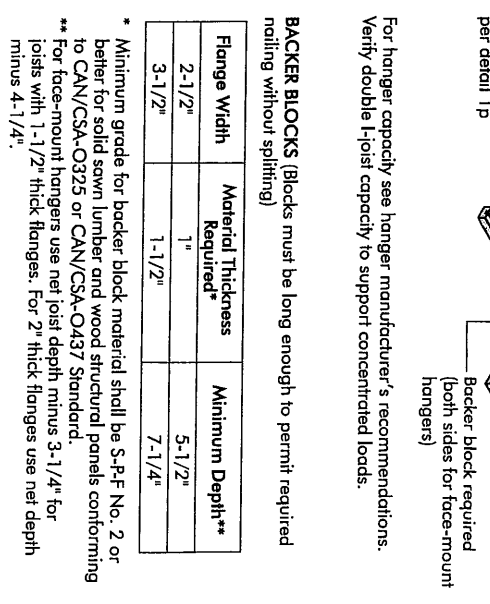 per detail 1p
Backer block required
(both sides for face-mount
hangers)
For hanger capacity see hanger manufacturer's recommendations.
Verify double I-joist capacity to support concentrated loads.
BACKER BLOCKS (Blocks must be long enough to permit required
nailing without splitting)
Flange Width Material Thickness Required* Minimum Depth**
2-1/2" 1" 5-1/2"
3-1/2" 1-1/2" 7-1/4"
* Minimum grade for backer block material shall be S-P-F No. 2 or
better for solid sawn lumber and wood structural panels conforming
to CAN/CSA-O325 or CAN/CSA-O437 Standard.
** For face-mount hangers use net joist depth minus 3-1/4" for
joists with 1-1/2" thick flanges. For 2" thick flanges use net depth
minus 4-1/4".